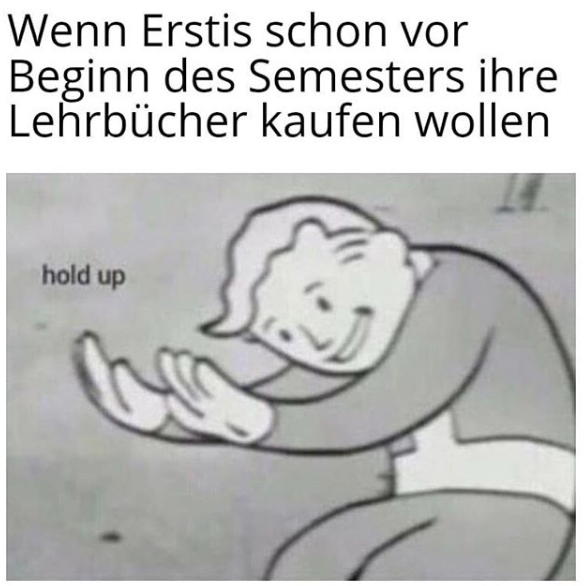 Wenn Erstis schon vor
Beginn des Semesters ihre
Lehrbücher kaufen wollen
hold up